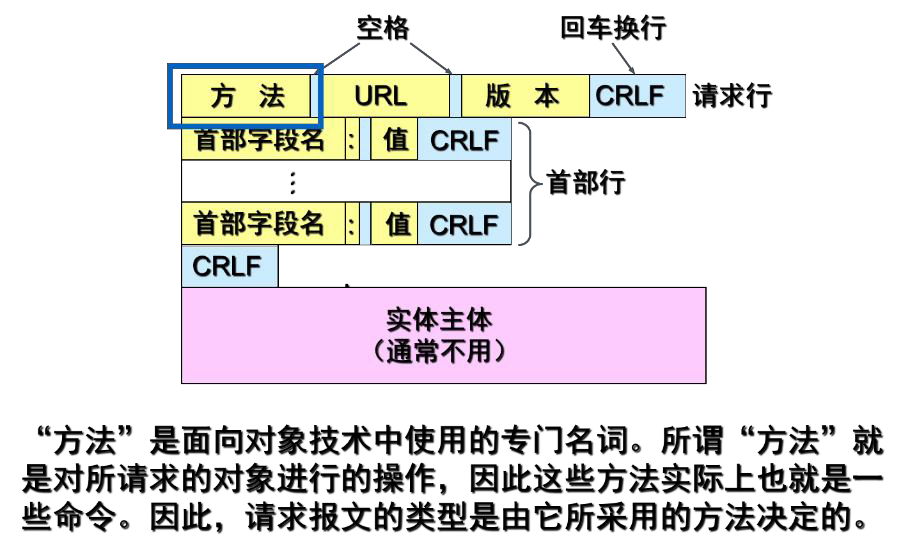 空格 回车换行
方 法 URL 版 本 CRLF 请求行
首部字段名 : 值 CRLF
⋮ 首部行
首部字段名 : 值 CRLF
CRLF
实体主体
（通常不用）
“方法”是面向对象技术中使用的专门名词。所谓“方法”就
是对所请求的对象进行的操作，因此这些方法实际上也就是一
些命令。因此，请求报文的类型是由它所采用的方法决定的。